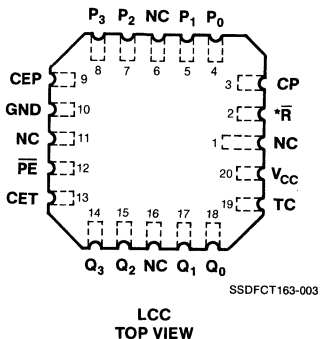 P3 P2 NC P1 P0
8 7 6 5 4
CEP 9 3 CP
GND 10 2 *R̅
NC 11 1 NC
P̅E̅ 12 20 VCC
CET 13 19 TC
14 15 16 17 18
Q3 Q2 NC Q1 Q0
SSDFCT163-003
LCC
TOP VIEW